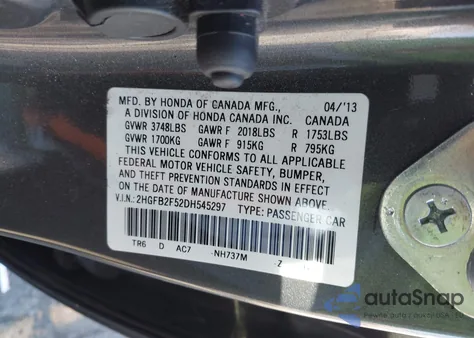 MFD. BY HONDA OF CANADA MFG., 04/'13
A DIVISION OF HONDA CANADA INC. CANADA
GVWR 3748LBS GAWR F 2018LBS R 1753LBS
GVWR 1700KG GAWR F 915KG R 795KG
THIS VEHICLE CONFORMS TO ALL APPLICABLE
FEDERAL MOTOR VEHICLE SAFETY, BUMPER,
AND THEFT PREVENTION STANDARDS IN EFFECT
ON THE DATE OF MANUFACTURE SHOWN ABOVE.
V.I.N.: 2HGFB2F52DH545297 TYPE: PASSENGER CAR
TR6 D AC7 NH737M Z
autoSnap